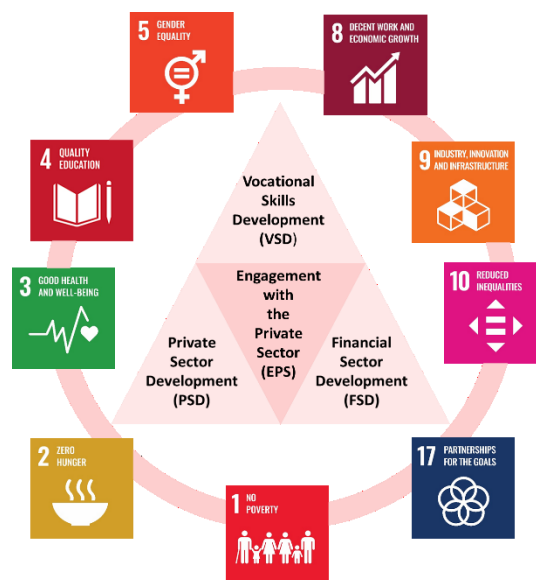 5 GENDER
EQUALITY
8 DECENT WORK AND
ECONOMIC GROWTH
4 QUALITY
EDUCATION
9 INDUSTRY, INNOVATION
AND INFRASTRUCTURE
Vocational
Skills
Development
(VSD)
3 GOOD HEALTH
AND WELL-BEING
10 REDUCED
INEQUALITIES
Engagement
with
the
Private
Sector
(EPS)
Private
Sector
Development
(PSD)
Financial
Sector
Development
(FSD)
2 ZERO
HUNGER
17 PARTNERSHIPS
FOR THE GOALS
1 NO
POVERTY